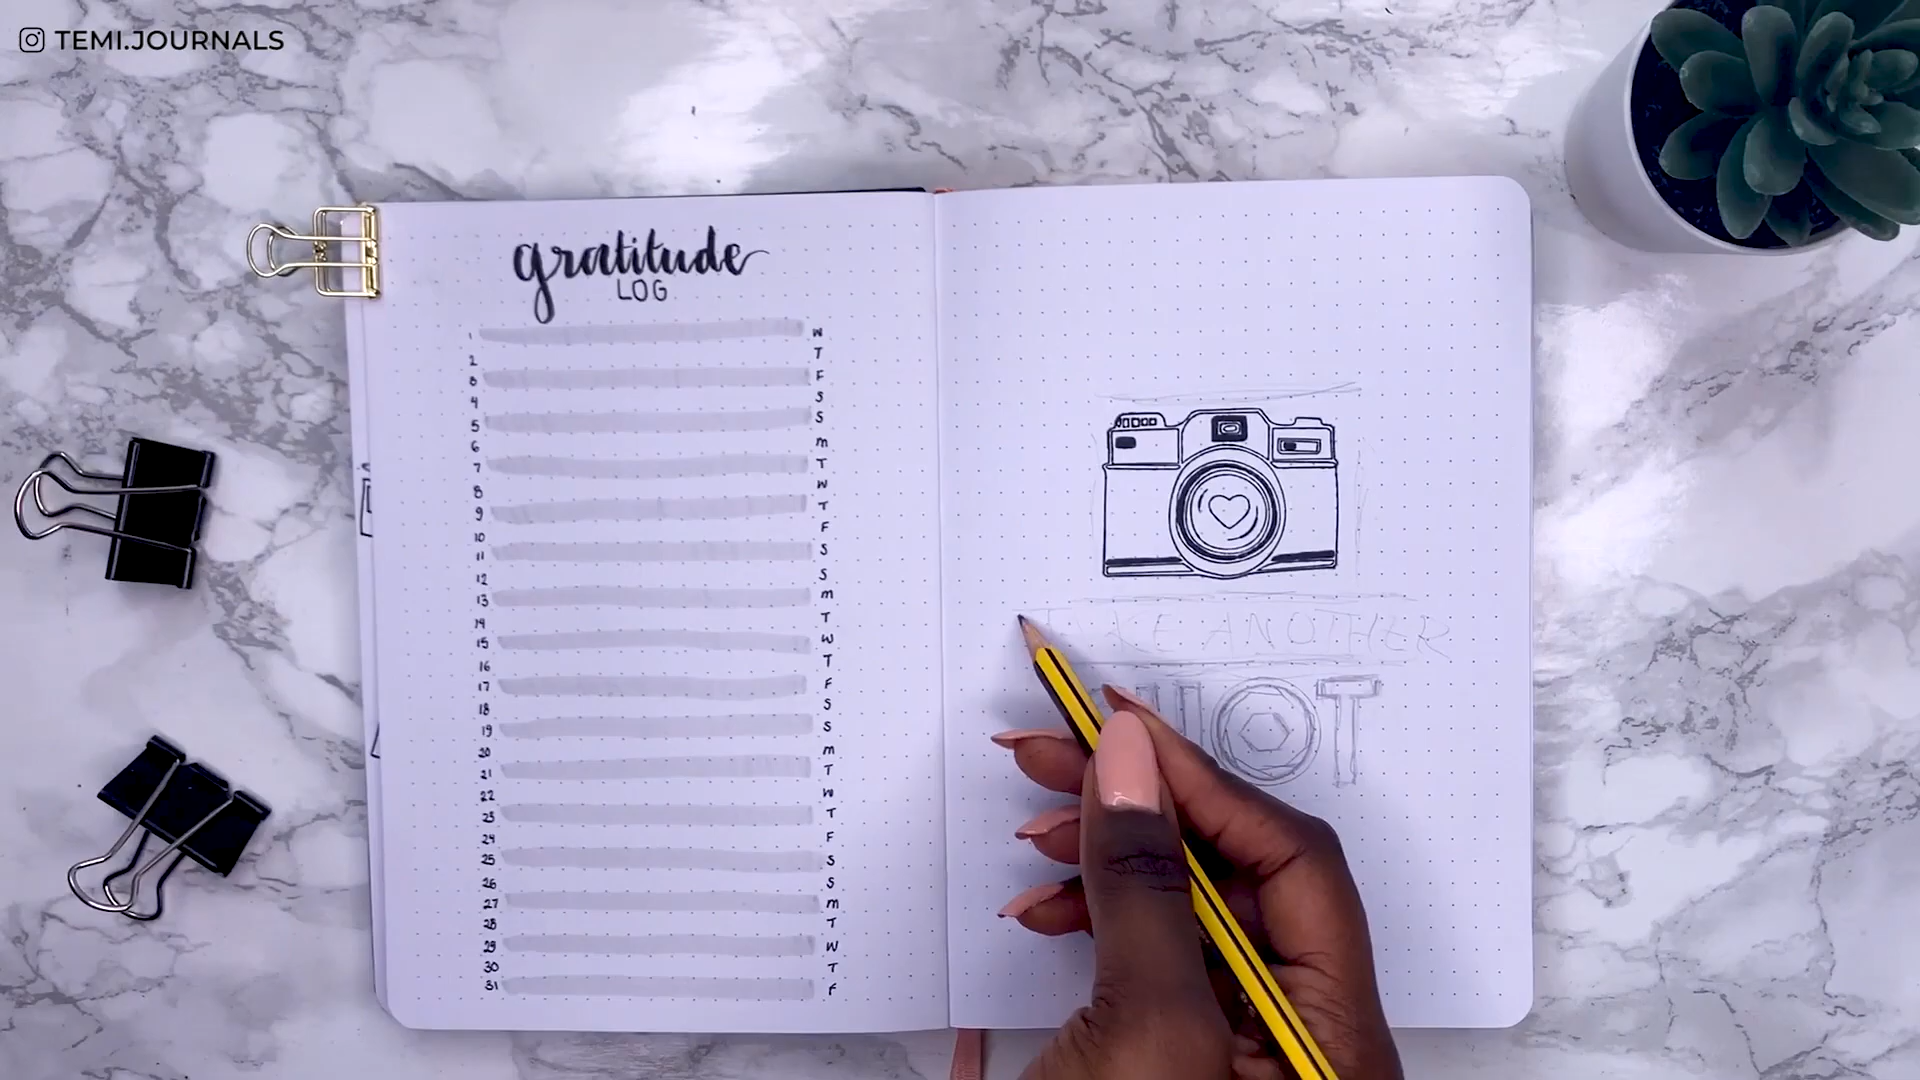 TEMI.JOURNALS
gratitude
LOG
1 W
2 T
3 F
4 S
5 S
6 m
7 T
8 W
9 T
10 F
11 S
12 S
13 m
14 T
15 W
16 T
17 F
18 S
19 S
20 m
21 T
22 W
23 T
24 F
25 S
26 S
27 m
28 T
29 W
30 T
31 F
TAKE ANOTHER